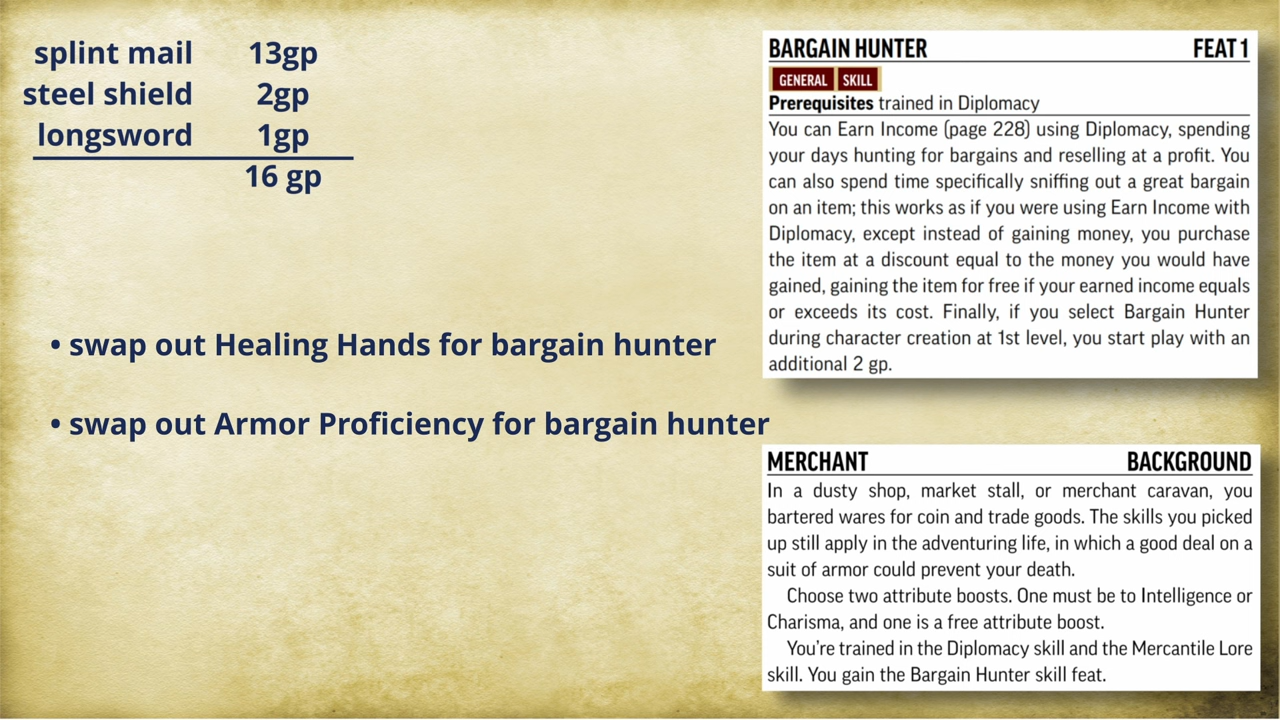 splint mail 13gp
steel shield 2gp
longsword 1gp
16 gp
• swap out Healing Hands for bargain hunter
• swap out Armor Proficiency for bargain hunter
BARGAIN HUNTER FEAT 1
GENERAL SKILL
Prerequisites trained in Diplomacy
You can Earn Income (page 228) using Diplomacy, spending
your days hunting for bargains and reselling at a profit. You
can also spend time specifically sniffing out a great bargain
on an item; this works as if you were using Earn Income with
Diplomacy, except instead of gaining money, you purchase
the item at a discount equal to the money you would have
gained, gaining the item for free if your earned income equals
or exceeds its cost. Finally, if you select Bargain Hunter
during character creation at 1st level, you start play with an
additional 2 gp.
MERCHANT BACKGROUND
In a dusty shop, market stall, or merchant caravan, you
bartered wares for coin and trade goods. The skills you picked
up still apply in the adventuring life, in which a good deal on a
suit of armor could prevent your death.
Choose two attribute boosts. One must be to Intelligence or
Charisma, and one is a free attribute boost.
You're trained in the Diplomacy skill and the Mercantile Lore
skill. You gain the Bargain Hunter skill feat.